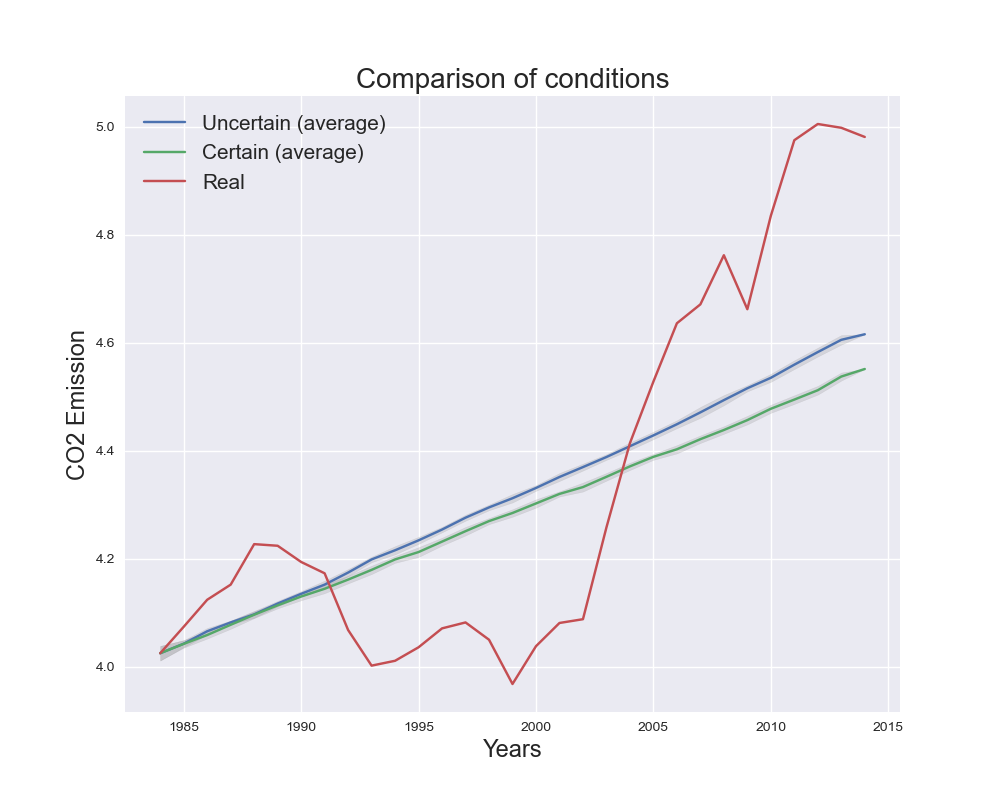 Comparison of conditions
Uncertain (average)
Certain (average)
Real
5.0
4.8
4.6
4.4
4.2
4.0
CO2 Emission
1985 1990 1995 2000 2005 2010 2015
Years